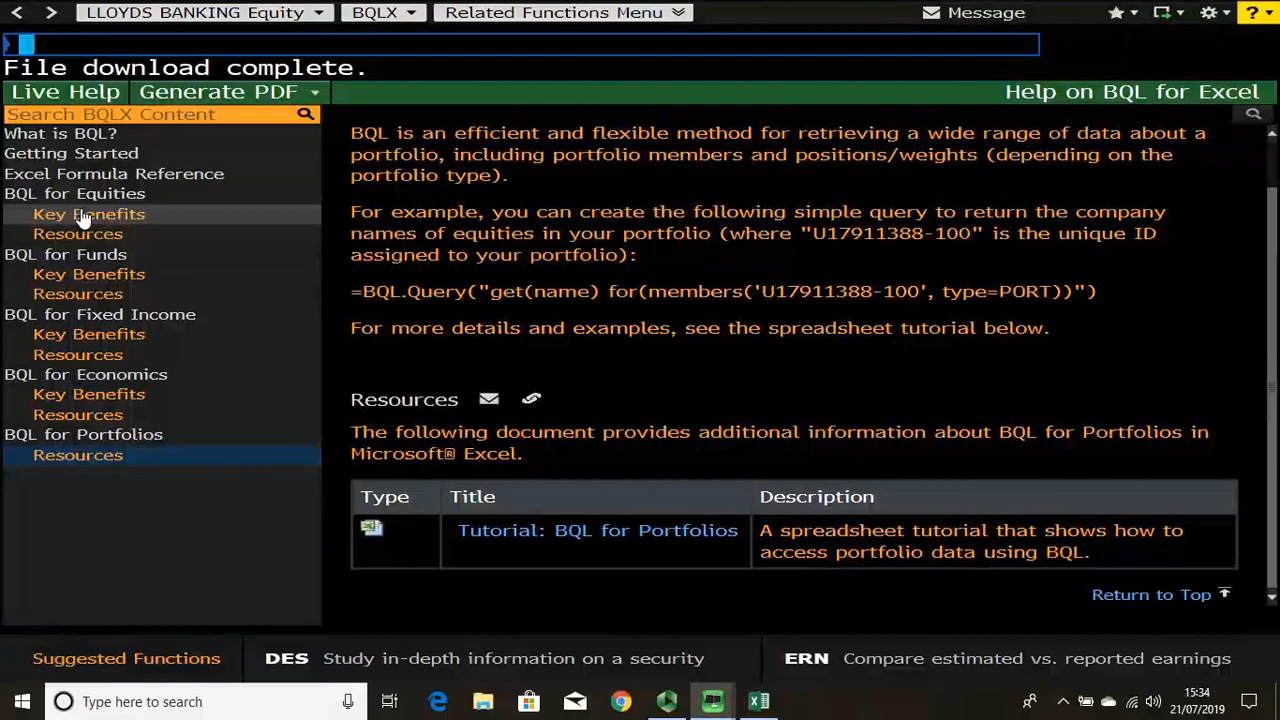 LLOYDS BANKING Equity BQLX Related Functions Menu Message ?
File download complete.
Live Help Generate PDF Help on BQL for Excel
Search BQLX Content
What is BQL?
Getting Started
Excel Formula Reference
BQL for Equities
Key Benefits
Resources
BQL for Funds
Key Benefits
Resources
BQL for Fixed Income
Key Benefits
Resources
BQL for Economics
Key Benefits
Resources
BQL for Portfolios
Resources
BQL is an efficient and flexible method for retrieving a wide range of data about a
portfolio, including portfolio members and positions/weights (depending on the
portfolio type).
For example, you can create the following simple query to return the company
names of equities in your portfolio (where "U17911388-100" is the unique ID
assigned to your portfolio):
=BQL.Query("get(name) for(members('U17911388-100', type=PORT))")
For more details and examples, see the spreadsheet tutorial below.
Resources
The following document provides additional information about BQL for Portfolios in
Microsoft® Excel.
Type Title Description
Tutorial: BQL for Portfolios A spreadsheet tutorial that shows how to
access portfolio data using BQL.
Return to Top
Suggested Functions DES Study in-depth information on a security ERN Compare estimated vs. reported earnings
Type here to search
15:34
21/07/2019